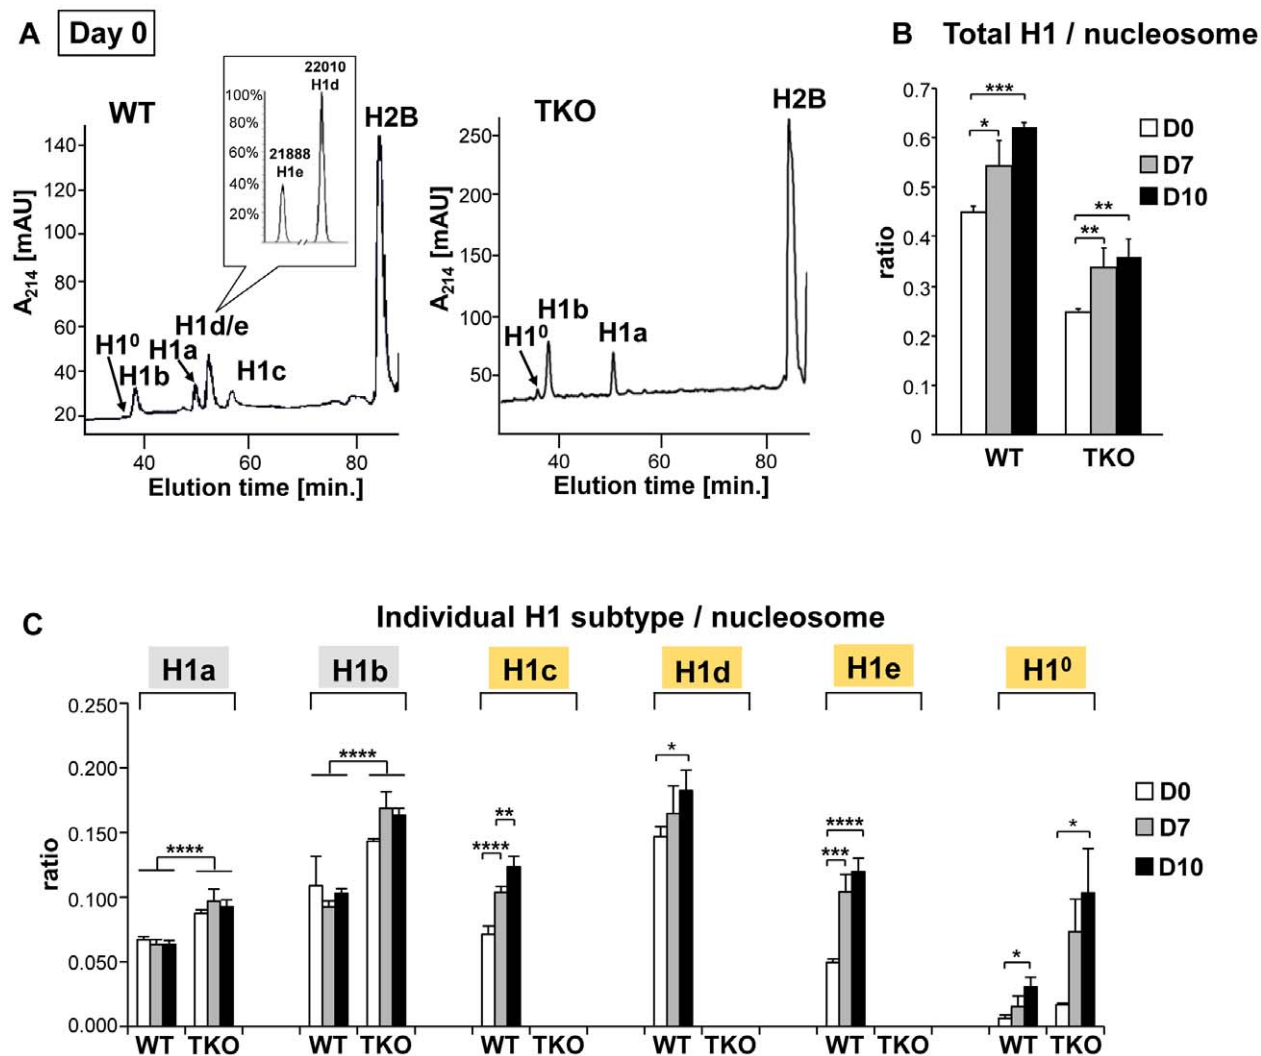 A Day 0
WT
22010
H1d
100%
80%
60%
40%
20%
21888
H1e
H2B
140
120
100
80
60
40
20
A214 [mAU]
H1⁰
H1b
H1a
H1d/e
H1c
40 60 80
Elution time [min.]
TKO
H2B
250
200
150
100
50
A214 [mAU]
H1⁰
H1b
H1a
40 60 80
Elution time [min.]
B Total H1 / nucleosome
0.7
0.6
0.5
0.4
0.3
0.2
0.1
0
ratio
***
*
**
**
D0
D7
D10
WT TKO
C Individual H1 subtype / nucleosome
H1a H1b H1c H1d H1e H1⁰
0.250
0.200
0.150
0.100
0.050
0.000
ratio
****
****
**
****
*
****
***
*
*
D0
D7
D10
WT TKO WT TKO WT TKO WT TKO WT TKO WT TKO